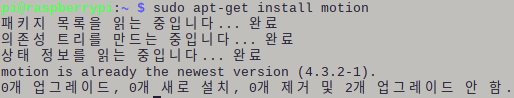 pi@raspberrypi:~ $ sudo apt-get install motion
패키지 목록을 읽는 중입니다... 완료
의존성 트리를 만드는 중입니다... 완료
상태 정보를 읽는 중입니다... 완료
motion is already the newest version (4.3.2-1).
0개 업그레이드, 0개 새로 설치, 0개 제거 및 2개 업그레이드 안 함.